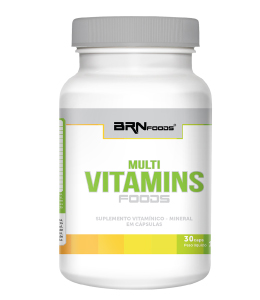 BRNFOODS®
MULTI
VITAMINS
FOODS
SUPLEMENTO VITAMÍNICO - MINERAL
EM CÁPSULAS
30